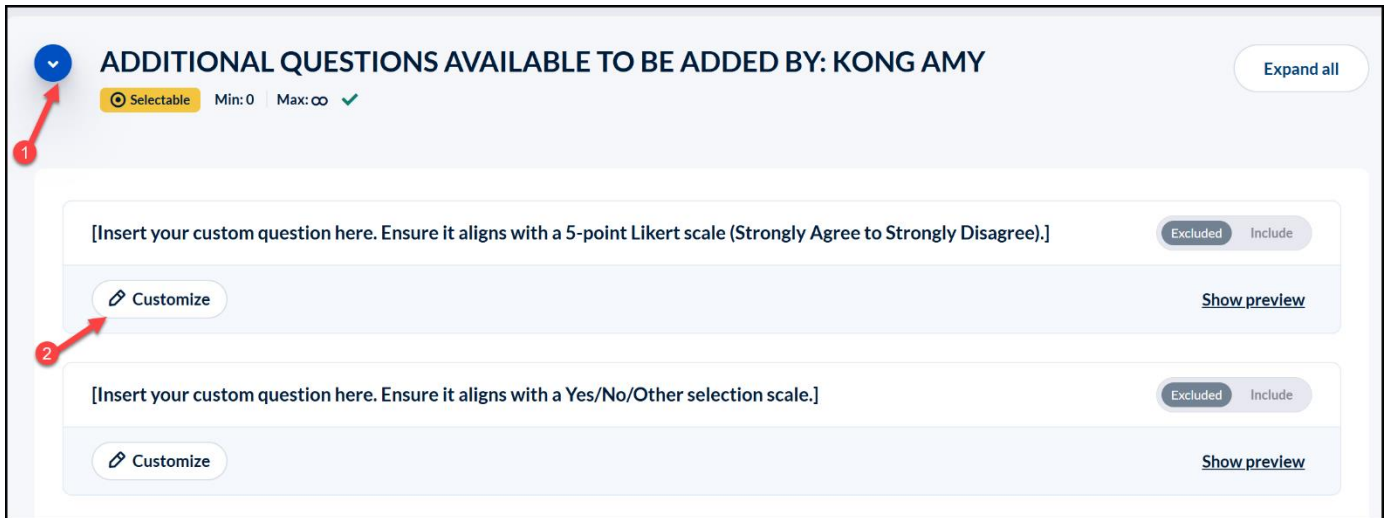 ADDITIONAL QUESTIONS AVAILABLE TO BE ADDED BY: KONG AMY
Expand all
Selectable Min: 0 Max: ∞
1
[Insert your custom question here. Ensure it aligns with a 5-point Likert scale (Strongly Agree to Strongly Disagree).]
Excluded Include
Customize
Show preview
2
[Insert your custom question here. Ensure it aligns with a Yes/No/Other selection scale.]
Excluded Include
Customize
Show preview